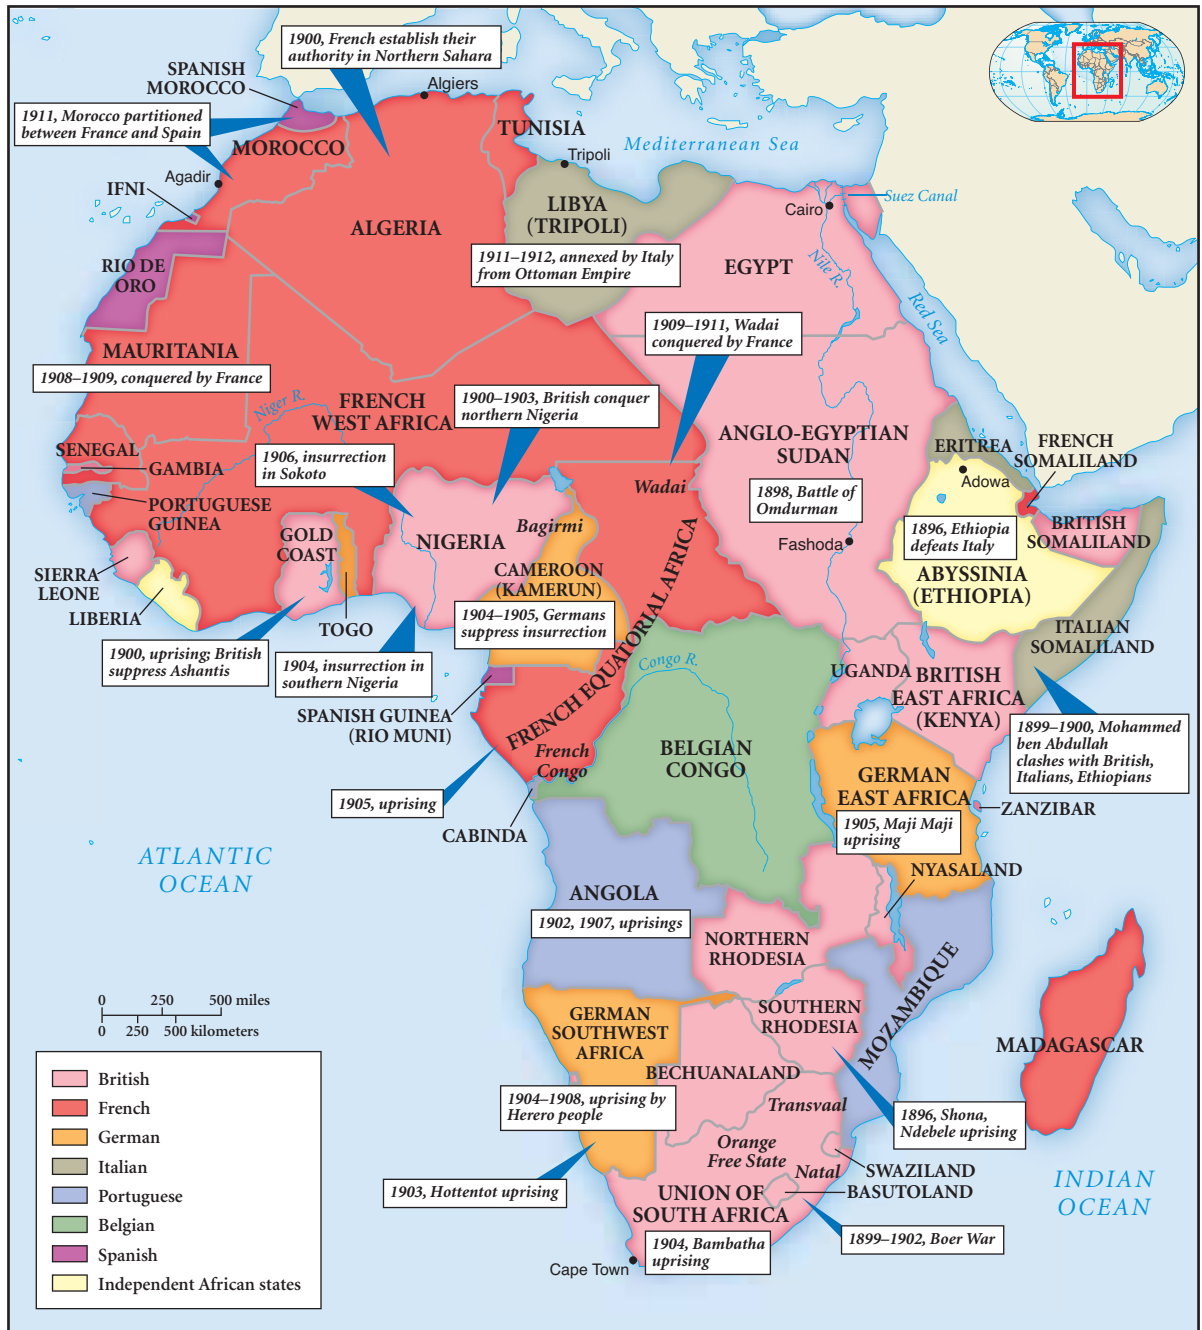 1900, French establish their
authority in Northern Sahara
SPANISH
MOROCCO
Algiers
1911, Morocco partitioned
between France and Spain
MOROCCO
TUNISIA
Mediterranean Sea
Tripoli
Agadir
IFNI
LIBYA
(TRIPOLI)
Cairo
Suez Canal
ALGERIA
1911–1912, annexed by Italy
from Ottoman Empire
EGYPT
Nile R.
Red Sea
RIO DE
ORO
1909–1911, Wadai
conquered by France
MAURITANIA
1908–1909, conquered by France
Niger R.
FRENCH
WEST AFRICA
1900–1903, British conquer
northern Nigeria
ANGLO-EGYPTIAN
SUDAN
ERITREA
FRENCH
SOMALILAND
SENEGAL
GAMBIA
1906, insurrection
in Sokoto
Wadai
1898, Battle of
Omdurman
Adowa
PORTUGUESE
GUINEA
Bagirmi
1896, Ethiopia
defeats Italy
BRITISH
SOMALILAND
GOLD
COAST
NIGERIA
Fashoda
SIERRA
LEONE
CAMEROON
(KAMERUN)
ABYSSINIA
(ETHIOPIA)
LIBERIA
TOGO
1904–1905, Germans
suppress insurrection
ITALIAN
SOMALILAND
1900, uprising; British
suppress Ashantis
1904, insurrection in
southern Nigeria
FRENCH EQUATORIAL AFRICA
Congo R.
UGANDA
BRITISH
EAST AFRICA
(KENYA)
SPANISH GUINEA
(RIO MUNI)
1899–1900, Mohammed
ben Abdullah
clashes with British,
Italians, Ethiopians
French
Congo
BELGIAN
CONGO
GERMAN
EAST AFRICA
1905, uprising
ZANZIBAR
CABINDA
1905, Maji Maji
uprising
ATLANTIC
OCEAN
NYASALAND
ANGOLA
1902, 1907, uprisings
NORTHERN
RHODESIA
MOZAMBIQUE
0 250 500 miles
0 250 500 kilometers
GERMAN
SOUTHWEST
AFRICA
SOUTHERN
RHODESIA
MADAGASCAR
BECHUANALAND
1904–1908, uprising by
Herero people
Transvaal
1896, Shona,
Ndebele uprising
Orange
Free State
Natal
SWAZILAND
BASUTOLAND
INDIAN
OCEAN
1903, Hottentot uprising
UNION OF
SOUTH AFRICA
1904, Bambatha
uprising
1899–1902, Boer War
Cape Town
British
French
German
Italian
Portuguese
Belgian
Spanish
Independent African states